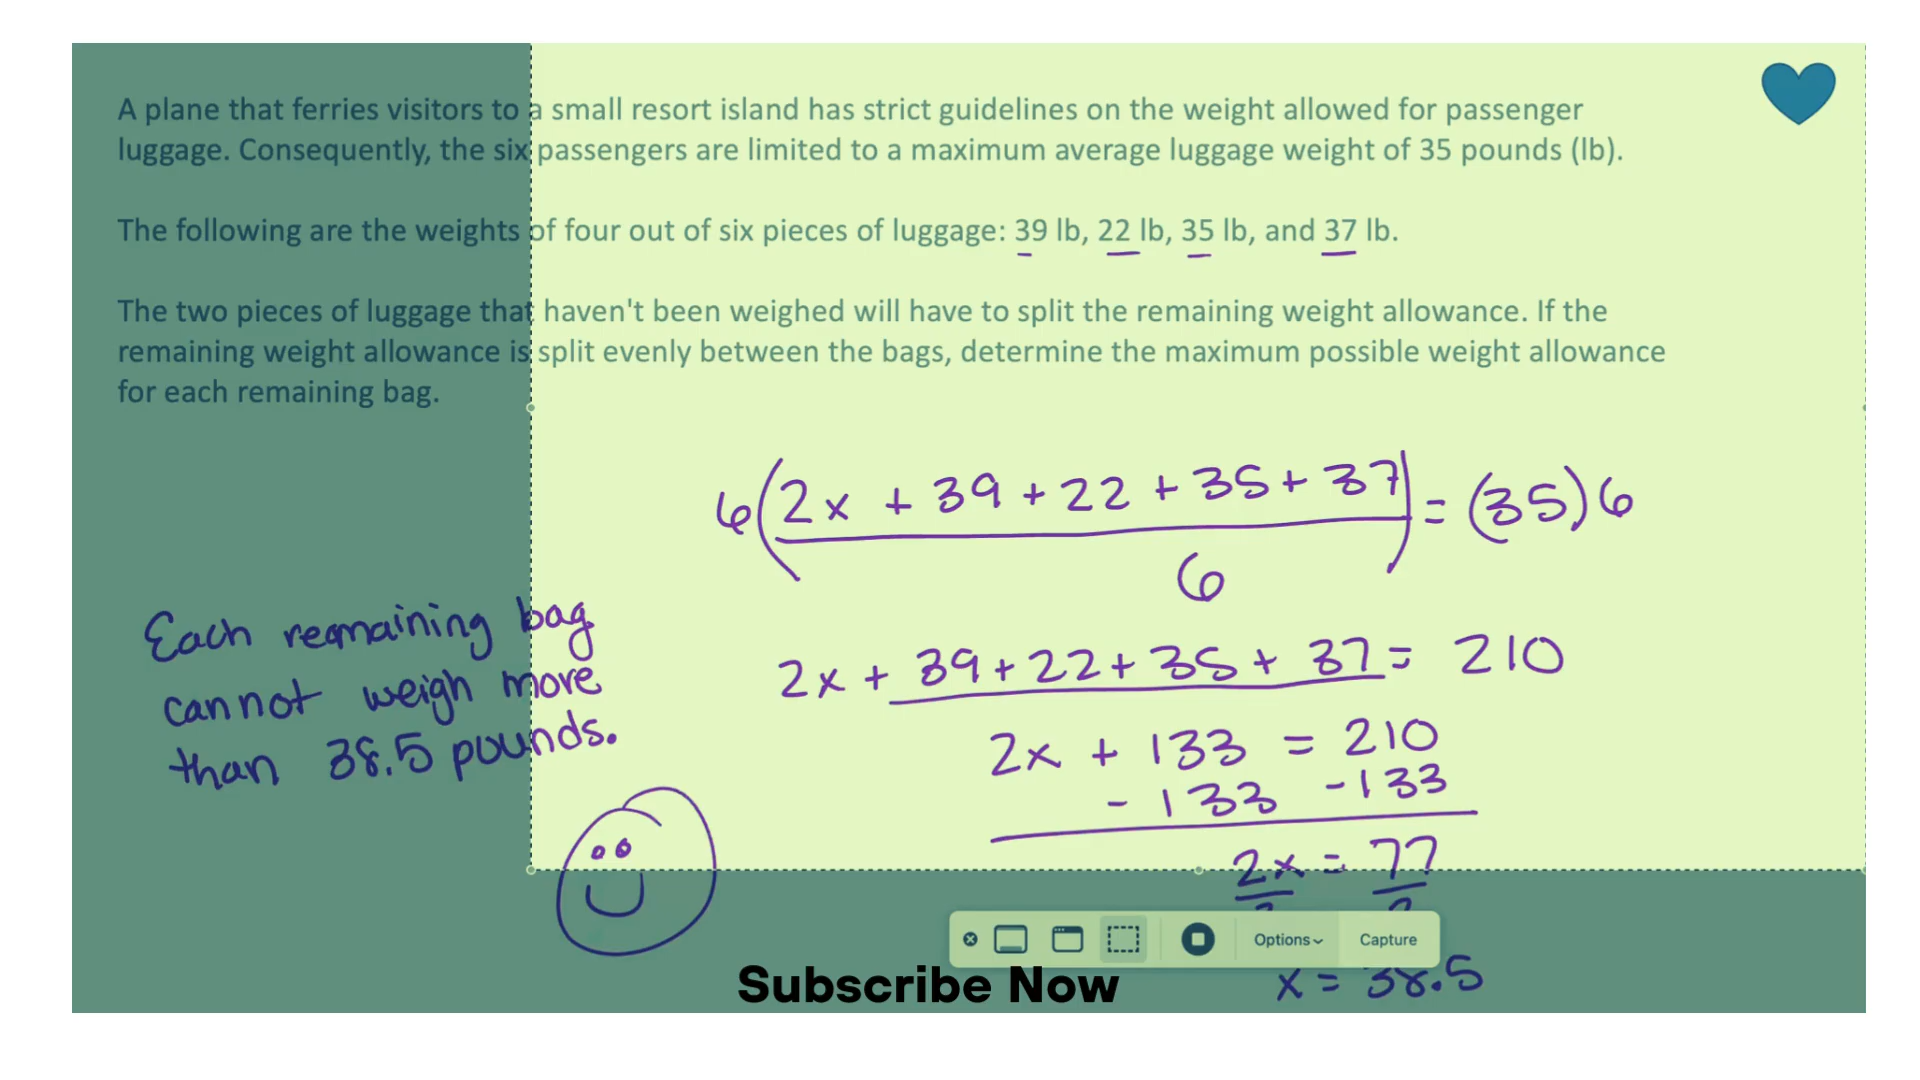 A plane that ferries visitors to a small resort island has strict guidelines on the weight allowed for passenger
luggage. Consequently, the six passengers are limited to a maximum average luggage weight of 35 pounds (lb).
The following are the weights of four out of six pieces of luggage: 39 lb, 22 lb, 35 lb, and 37 lb.
The two pieces of luggage that haven't been weighed will have to split the remaining weight allowance. If the
remaining weight allowance is split evenly between the bags, determine the maximum possible weight allowance
for each remaining bag.
6(2x + 39 + 22 + 35 + 37) = (35)6
6
Each remaining bag
cannot weigh more
than 38.5 pounds.
2x + 39 + 22 + 35 + 37 = 210
2x + 133 = 210
- 133 -133
2x = 77
Options Capture
x = 38.5
Subscribe Now